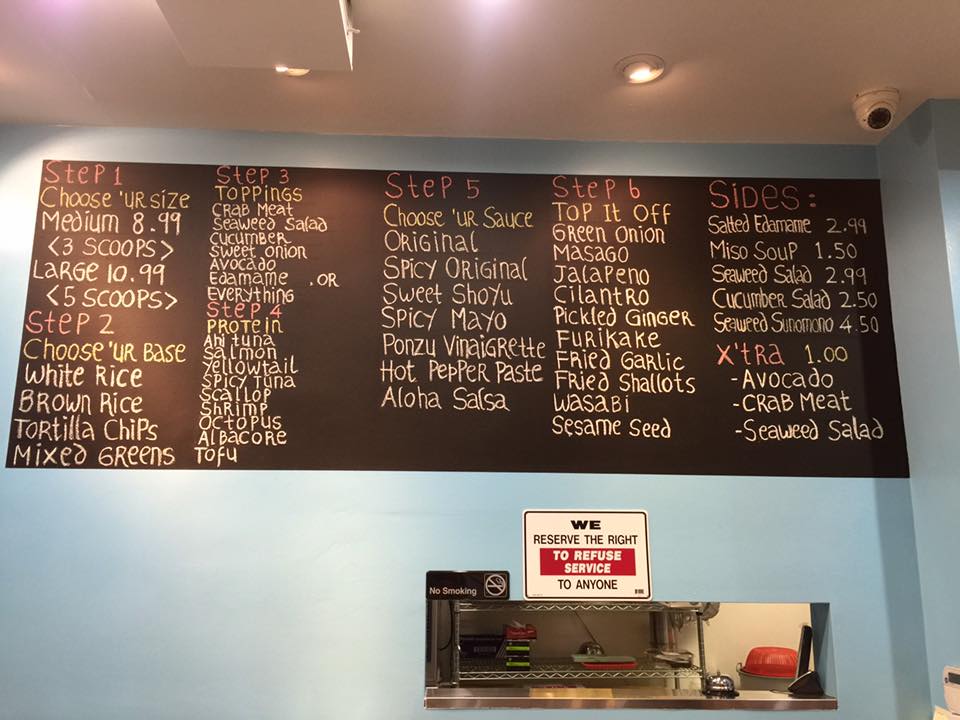 Step 1
Choose 'ur size
Medium 8.99
<3 scoops>
Large 10.99
<5 scoops>
Step 2
Choose 'ur Base
White Rice
Brown Rice
Tortilla Chips
Mixed Greens
Step 3
Toppings
Crab Meat
Seaweed Salad
Cucumber
Sweet Onion
Avocado
Edamame .OR
Everything
Step 4
Protein
Ahi tuna
Salmon
Yellowtail
Spicy Tuna
Scallop
Shrimp
Octopus
Albacore
Tofu
Step 5
Choose 'ur Sauce
Original
Spicy Original
Sweet Shoyu
Spicy Mayo
Ponzu Vinaigrette
Hot Pepper Paste
Aloha Salsa
Step 6
Top It Off
Green Onion
Masago
Jalapeno
Cilantro
Pickled Ginger
Furikake
Fried Garlic
Fried Shallots
Wasabi
Sesame Seed
Sides:
Salted Edamame 2.99
Miso Soup 1.50
Seaweed Salad 2.99
Cucumber Salad 2.50
Seaweed Sunomono 4.50
X'tra 1.00
-Avocado
-Crab Meat
-Seaweed Salad
WE
RESERVE THE RIGHT
TO REFUSE
SERVICE
TO ANYONE
No Smoking